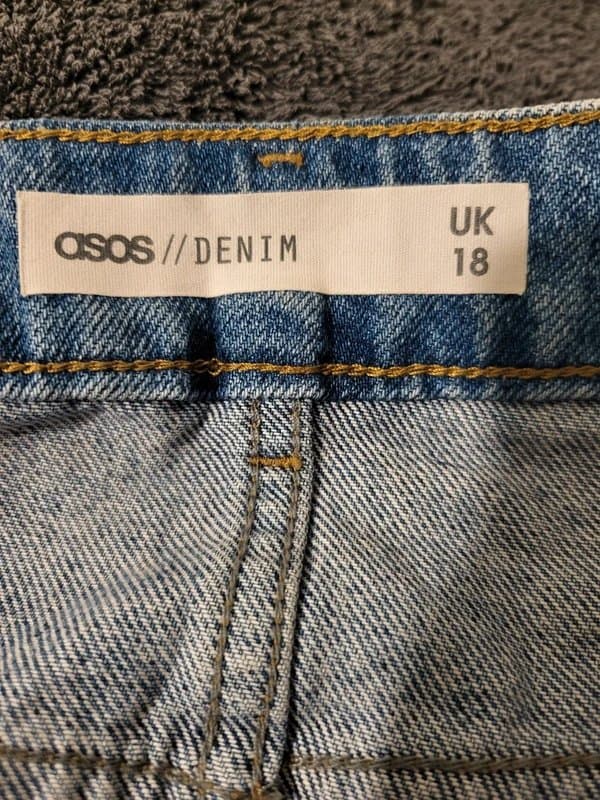 asos // DENIM
UK
18